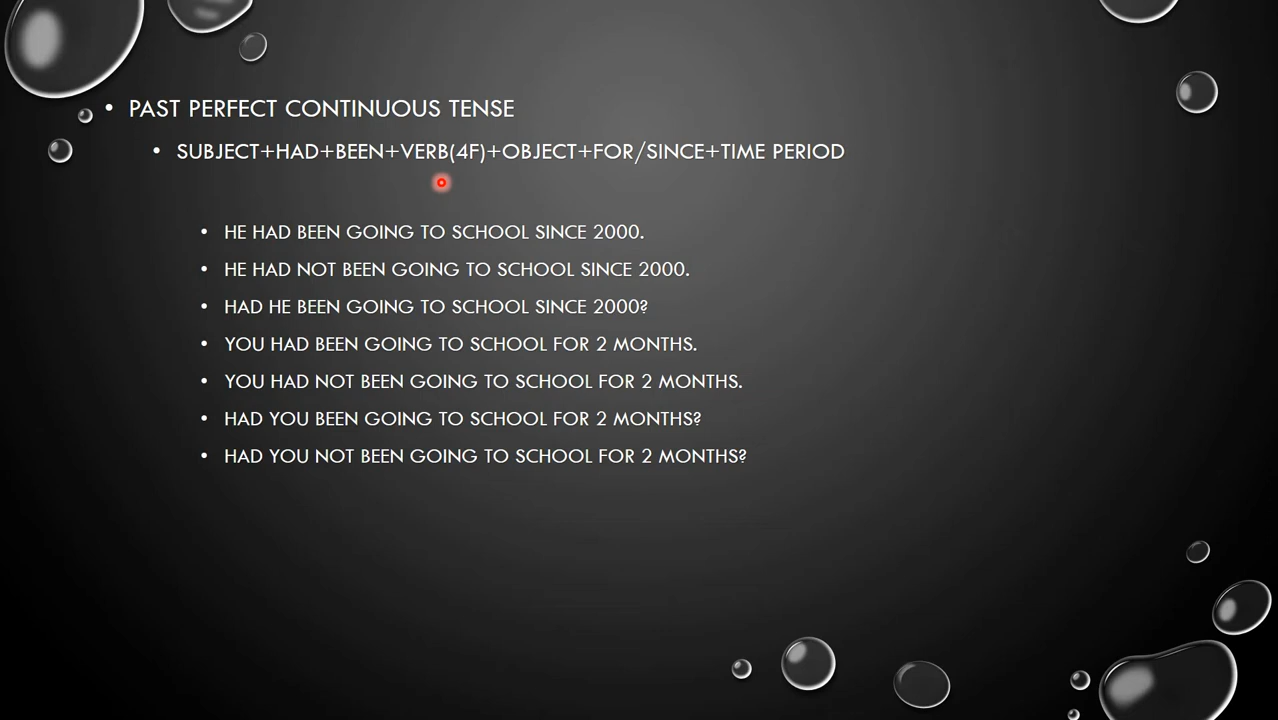 • PAST PERFECT CONTINUOUS TENSE
• SUBJECT+HAD+BEEN+VERB(4F)+OBJECT+FOR/SINCE+TIME PERIOD
• HE HAD BEEN GOING TO SCHOOL SINCE 2000.
• HE HAD NOT BEEN GOING TO SCHOOL SINCE 2000.
• HAD HE BEEN GOING TO SCHOOL SINCE 2000?
• YOU HAD BEEN GOING TO SCHOOL FOR 2 MONTHS.
• YOU HAD NOT BEEN GOING TO SCHOOL FOR 2 MONTHS.
• HAD YOU BEEN GOING TO SCHOOL FOR 2 MONTHS?
• HAD YOU NOT BEEN GOING TO SCHOOL FOR 2 MONTHS?